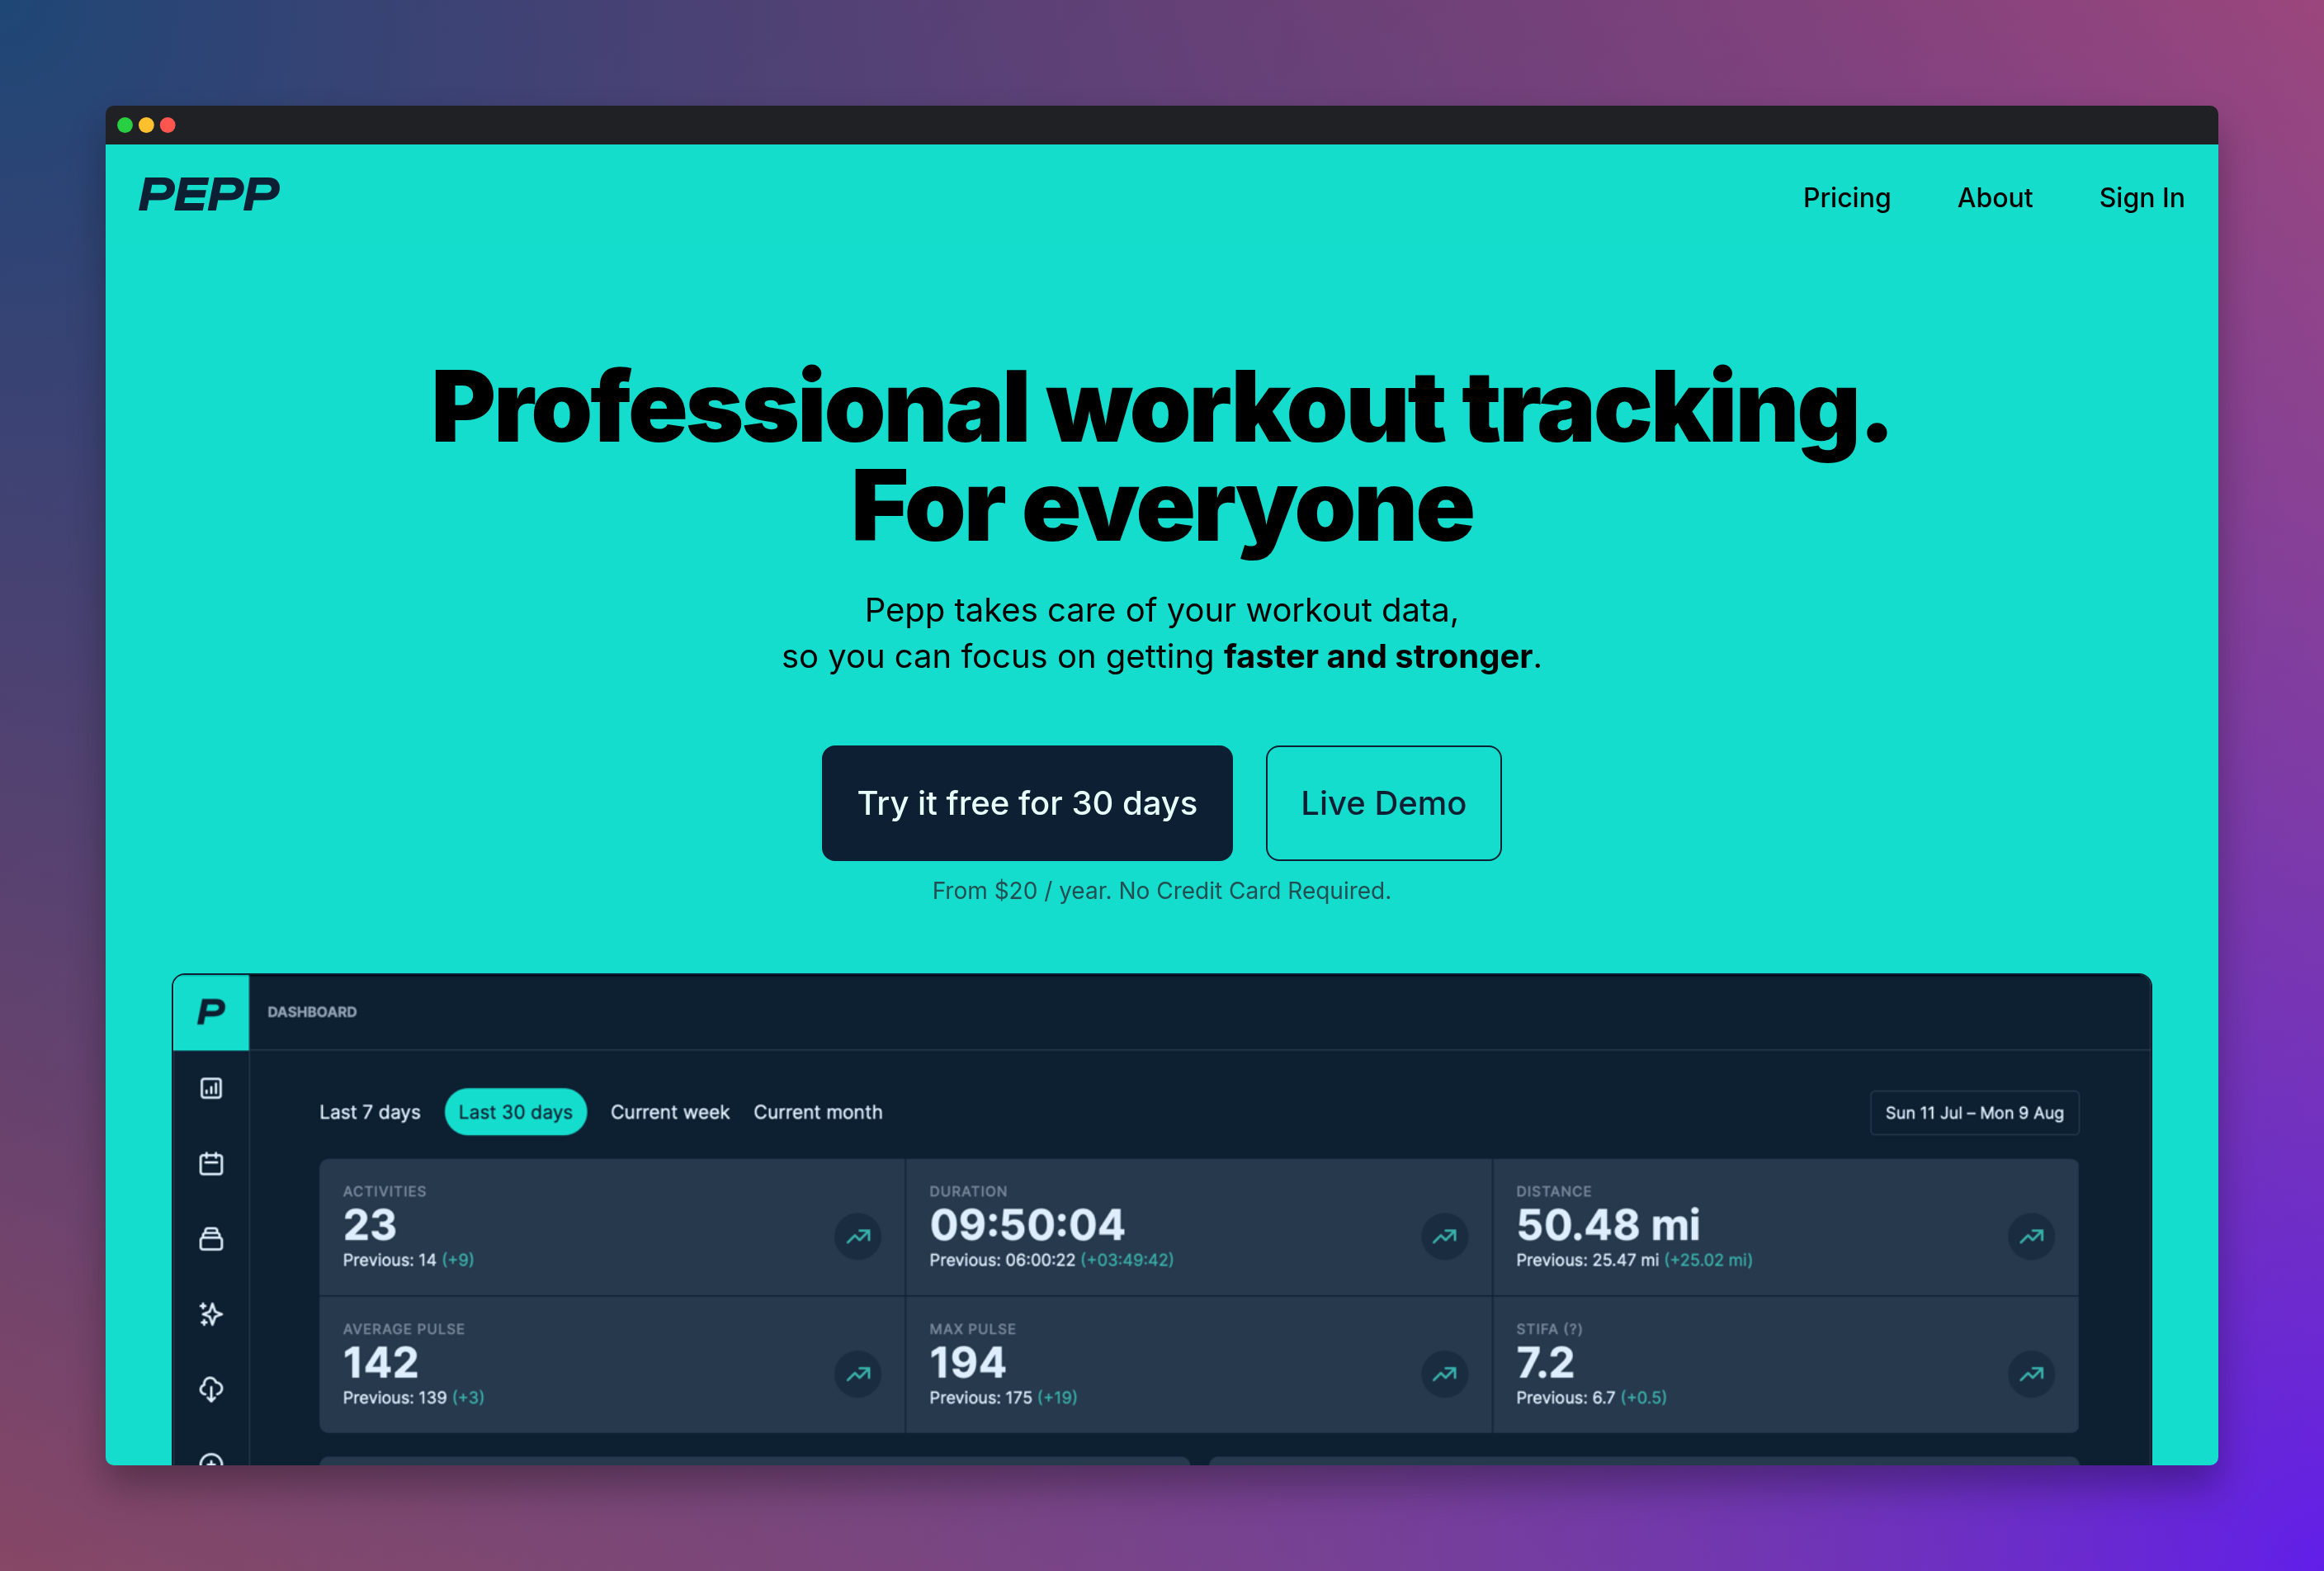 PEPP
Pricing About Sign In
Professional workout tracking.
For everyone
Pepp takes care of your workout data,
so you can focus on getting faster and stronger.
Try it free for 30 days
Live Demo
From $20 / year. No Credit Card Required.
P
DASHBOARD
Last 7 days Last 30 days Current week Current month
Sun 11 Jul – Mon 9 Aug
ACTIVITIES
23
Previous: 14 (+9)
DURATION
09:50:04
Previous: 06:00:22 (+03:49:42)
DISTANCE
50.48 mi
Previous: 25.47 mi (+25.02 mi)
AVERAGE PULSE
142
Previous: 139 (+3)
MAX PULSE
194
Previous: 175 (+19)
STIFA (?)
7.2
Previous: 6.7 (+0.5)